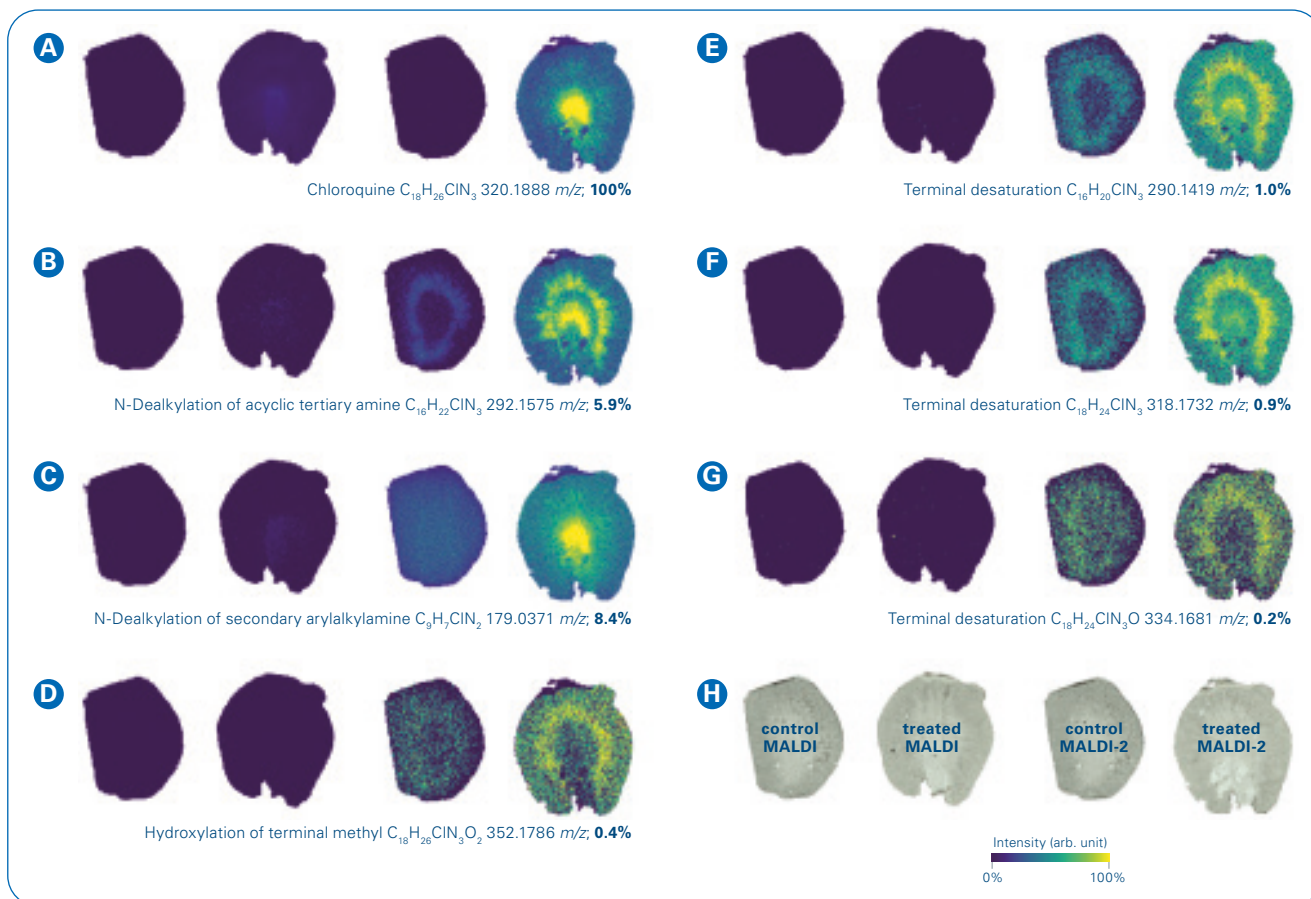 A
Chloroquine C₁₈H₂₆ClN₃ 320.1888 m/z; 100%
B
N-Dealkylation of acyclic tertiary amine C₁₆H₂₂ClN₃ 292.1575 m/z; 5.9%
C
N-Dealkylation of secondary arylalkylamine C₉H₇ClN₂ 179.0371 m/z; 8.4%
D
Hydroxylation of terminal methyl C₁₈H₂₆ClN₃O₂ 352.1786 m/z; 0.4%
E
Terminal desaturation C₁₆H₂₀ClN₃ 290.1419 m/z; 1.0%
F
Terminal desaturation C₁₈H₂₄ClN₃ 318.1732 m/z; 0.9%
G
Terminal desaturation C₁₈H₂₄ClN₃O 334.1681 m/z; 0.2%
H
control
MALDI
treated
MALDI
control
MALDI-2
treated
MALDI-2
Intensity (arb. unit)
0% 100%